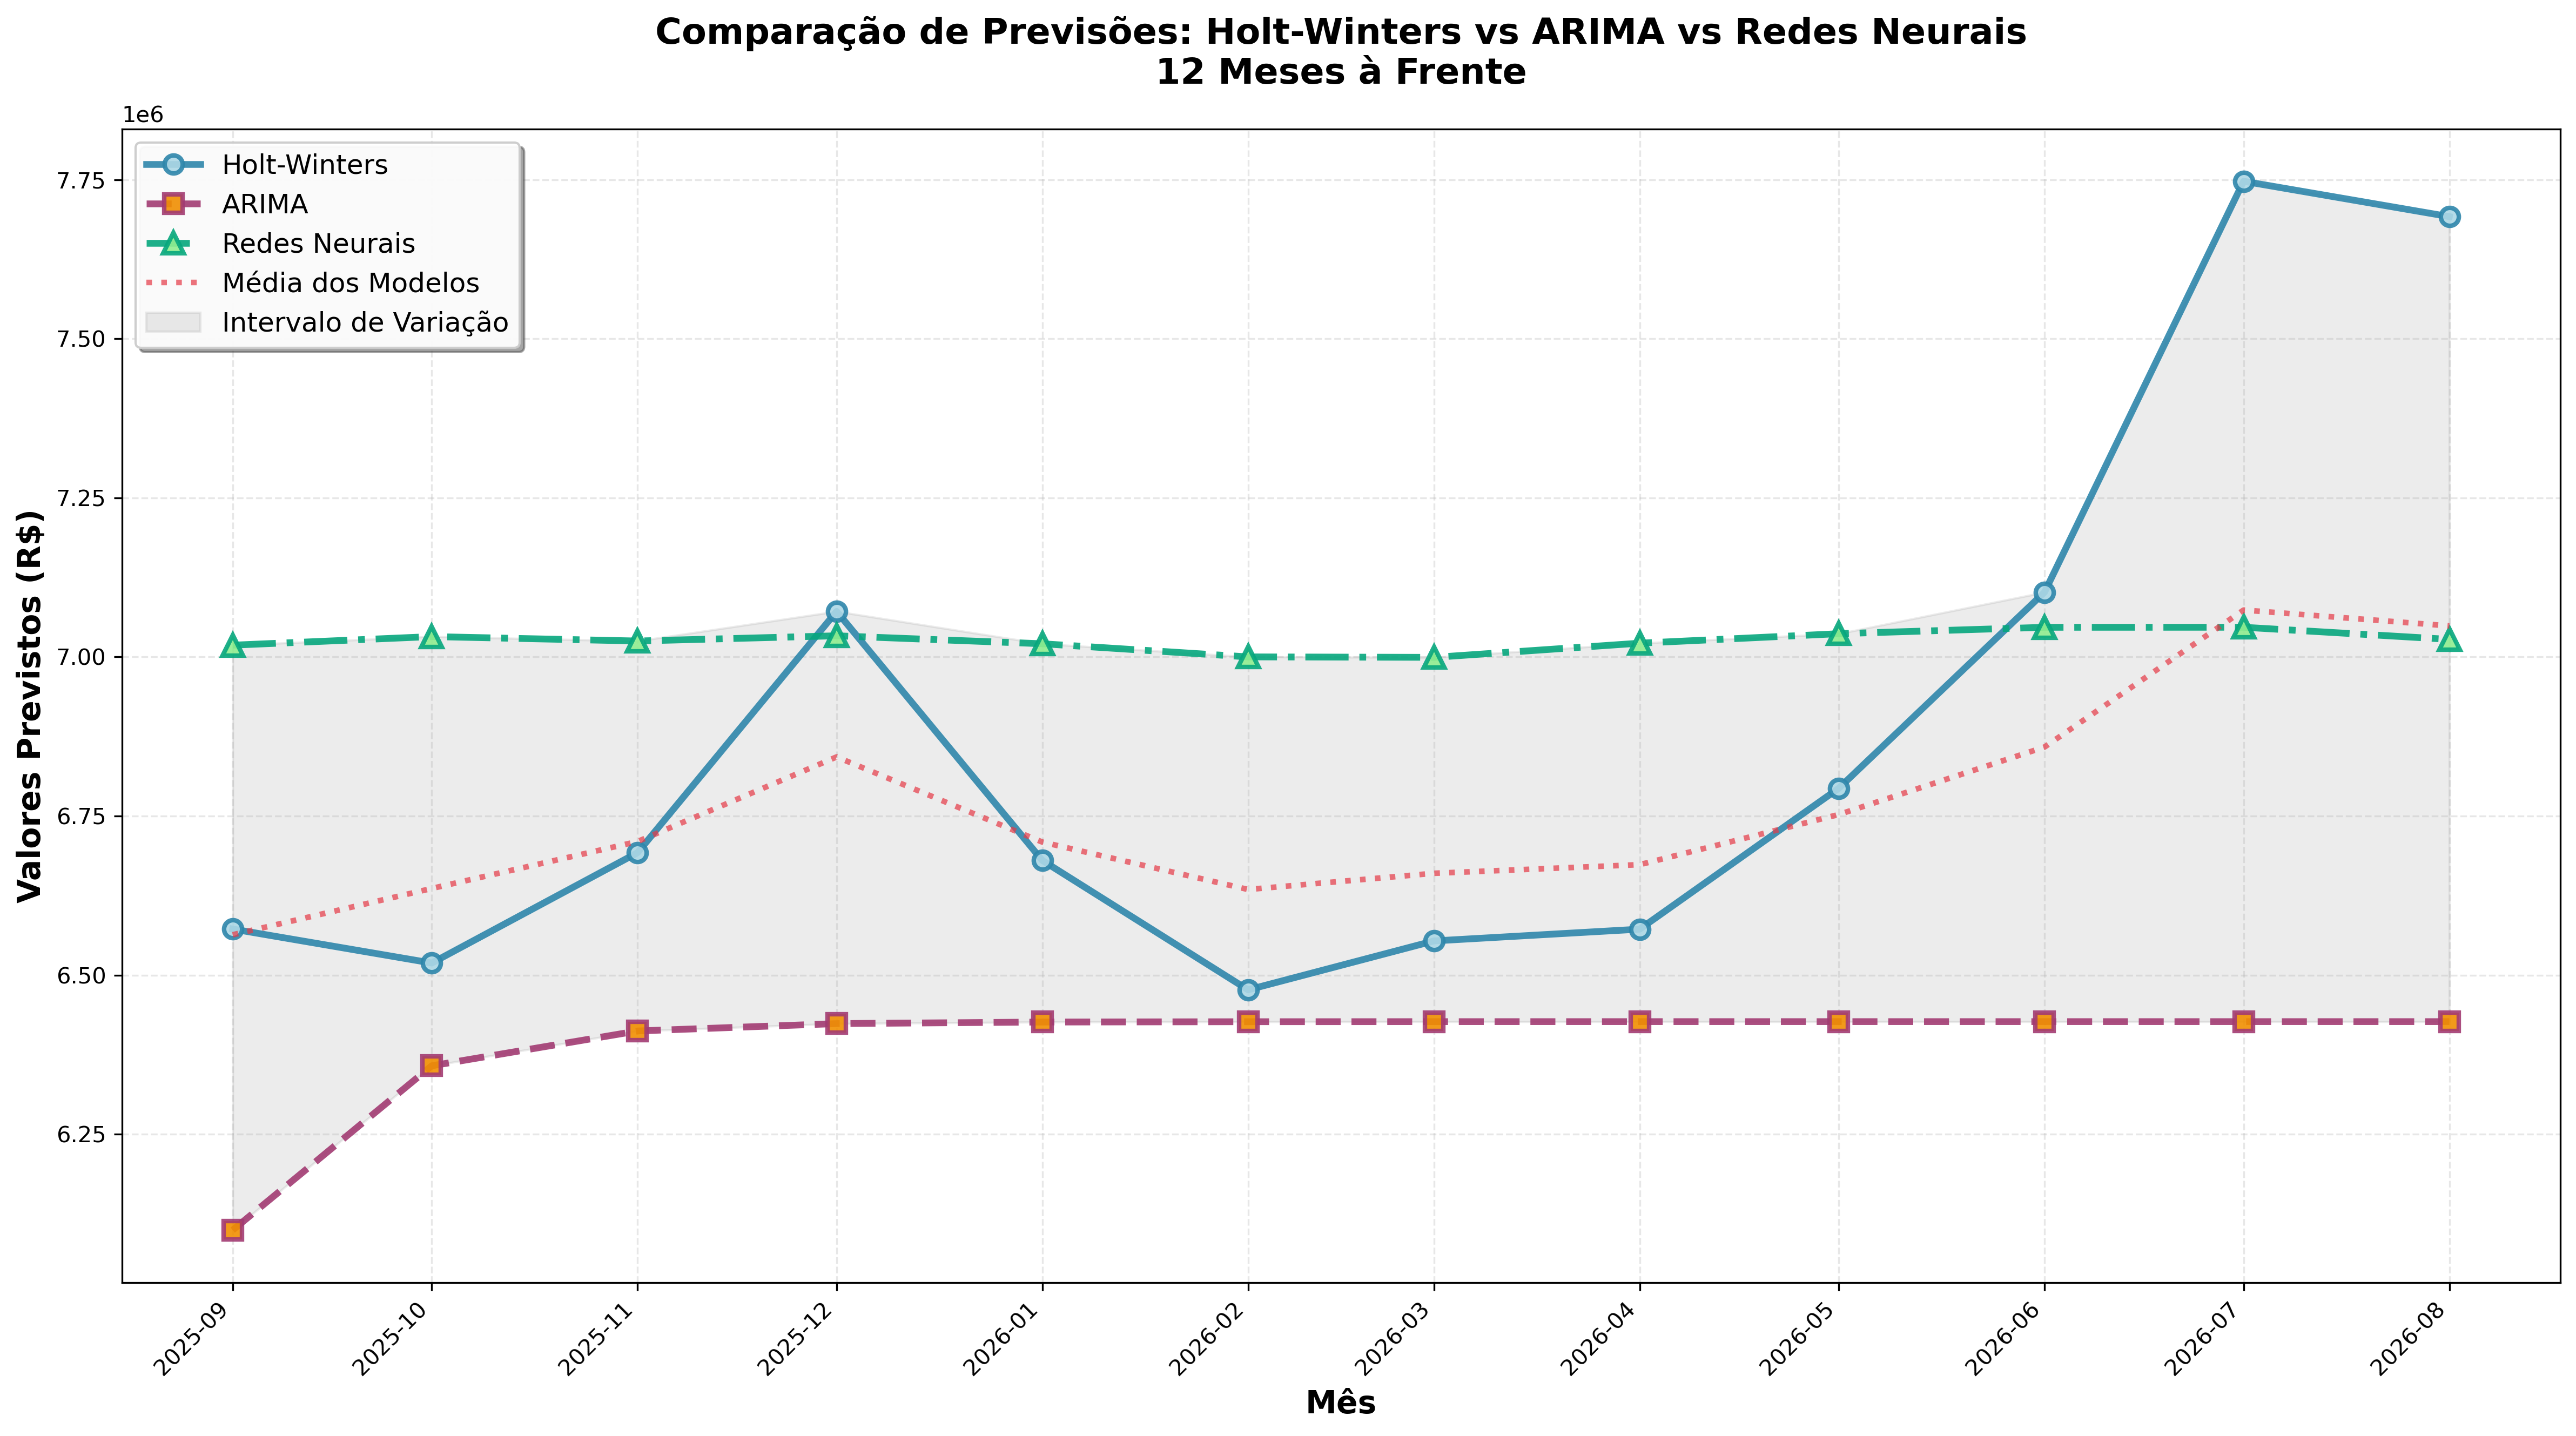 Comparação de Previsões: Holt-Winters vs ARIMA vs Redes Neurais
12 Meses à Frente
1e6
Holt-Winters
ARIMA
Redes Neurais
Média dos Modelos
Intervalo de Variação
Valores Previstos (R$)
7.75
7.50
7.25
7.00
6.75
6.50
6.25
2025-09
2025-10
2025-11
2025-12
2026-01
2026-02
2026-03
2026-04
2026-05
2026-06
2026-07
2026-08
Mês